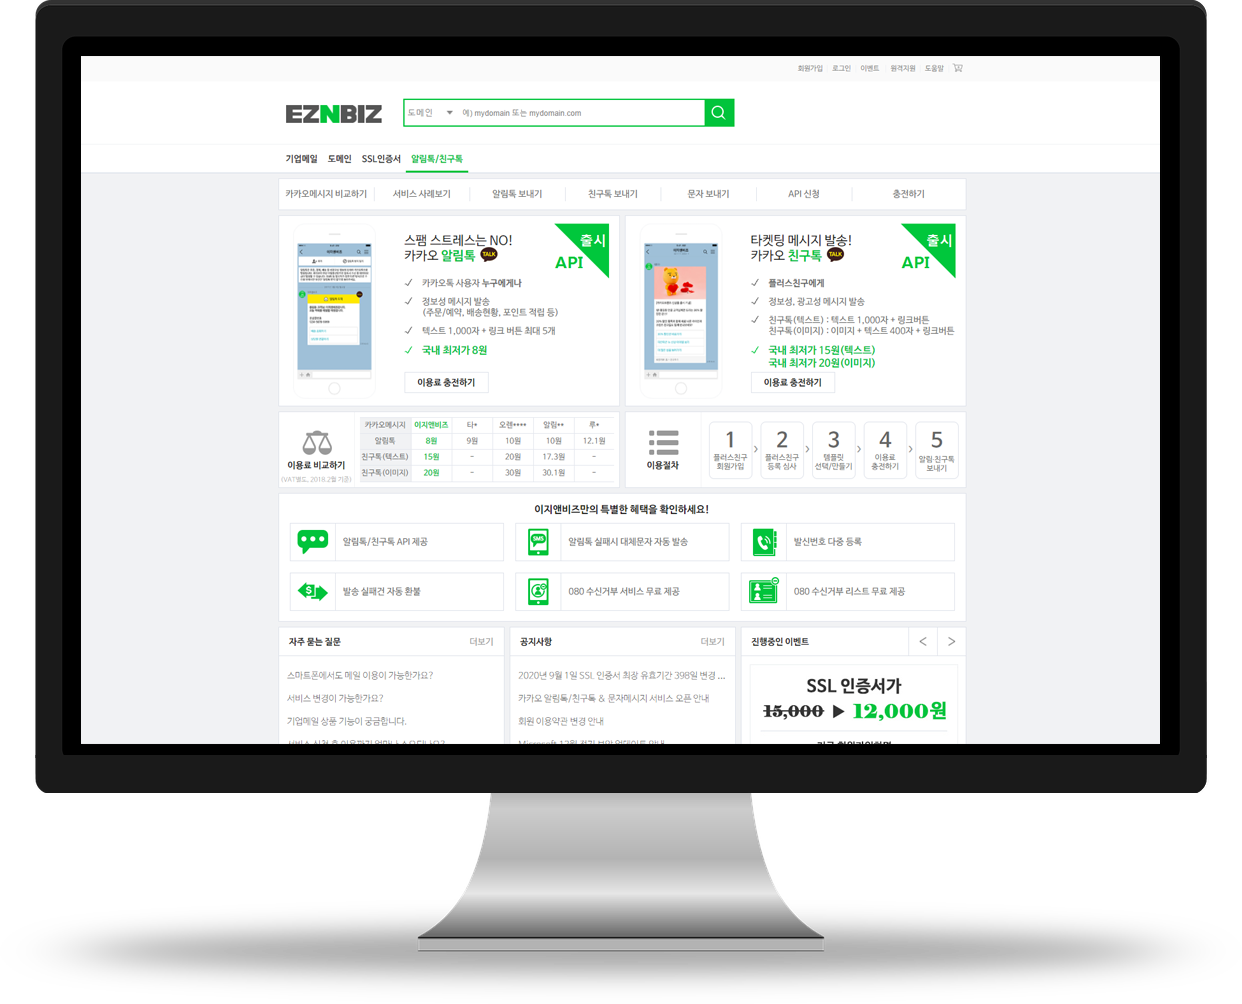 회원가입 로그인 이벤트 원격지원 도움말
EZNBIZ
도메인 예) mydomain 또는 mydomain.com
기업메일 도메인 SSL인증서 알림톡/친구톡
카카오메시지 비교하기 서비스 사례보기 알림톡 보내기 친구톡 보내기 문자 보내기 API 신청 충전하기
스팸 스트레스는 NO!
카카오 알림톡 TALK
출시
API
카카오톡 사용자 누구에게나
정보성 메시지 발송
(주문/예약, 배송현황, 포인트 적립 등)
텍스트 1,000자 + 링크 버튼 최대 5개
국내 최저가 8원
이용료 충전하기
타켓팅 메시지 발송!
카카오 친구톡 TALK
출시
API
플러스친구에게
정보성, 광고성 메시지 발송
친구톡(텍스트) : 텍스트 1,000자 + 링크버튼
친구톡(이미지) : 이미지 + 텍스트 400자 + 링크버튼
국내 최저가 15원(텍스트)
국내 최저가 20원(이미지)
이용료 충전하기
이용료 비교하기
(VAT별도, 2018.2월 기준)
카카오메시지 이지앤비즈 타* 오렌**** 알림** 루*
알림톡 8원 9원 10원 10원 12.1원
친구톡(텍스트) 15원 - 20원 17.3원 -
친구톡(이미지) 20원 - 30원 30.1원 -
이용절차
1 플러스친구 회원가입
2 플러스친구 등록 심사
3 템플릿 선택/만들기
4 이용료 충전하기
5 알림·친구톡 보내기
이지앤비즈만의 특별한 혜택을 확인하세요!
알림톡/친구톡 API 제공
SMS 알림톡 실패시 대체문자 자동 발송
발신번호 다중 등록
발송 실패건 자동 환불
080 수신거부 서비스 무료 제공
080 수신거부 리스트 무료 제공
자주 묻는 질문 더보기
스마트폰에서도 메일 이용이 가능한가요?
서비스 변경이 가능한가요?
기업메일 상품 기능이 궁금합니다.
공지사항 더보기
2020년 9월 1일 SSL 인증서 최장 유효기간 398일 변경 ...
카카오 알림톡/친구톡 & 문자메시지 서비스 오픈 안내
회원 이용약관 변경 안내
진행중인 이벤트 < >
SSL 인증서가
15,000 ▶ 12,000원